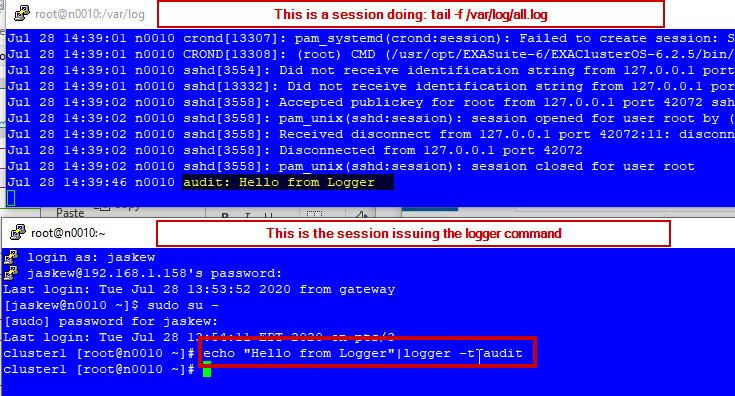 root@n0010:/var/log
This is a session doing: tail -f /var/log/all.log
Jul 28 14:39:01 n0010 crond[13307]: pam_systemd(crond:session): Failed to create session: S
Jul 28 14:39:01 n0010 CROND[13308]: (root) CMD (/usr/opt/EXASuite-6/EXAClusterOS-6.2.5/bin/
Jul 28 14:39:01 n0010 sshd[3554]: Did not receive identification string from 127.0.0.1 port
Jul 28 14:39:01 n0010 sshd[13332]: Did not receive identification string from 127.0.0.1 por
Jul 28 14:39:02 n0010 sshd[3558]: Accepted publickey for root from 127.0.0.1 port 42072 ssh
Jul 28 14:39:02 n0010 sshd[3558]: pam_unix(sshd:session): session opened for user root by (
Jul 28 14:39:02 n0010 sshd[3558]: Received disconnect from 127.0.0.1 port 42072:11: disconn
Jul 28 14:39:02 n0010 sshd[3558]: Disconnected from 127.0.0.1 port 42072
Jul 28 14:39:02 n0010 sshd[3558]: pam_unix(sshd:session): session closed for user root
Jul 28 14:39:46 n0010 audit: Hello from Logger
Paste
root@n0010:~
This is the session issuing the logger command
login as: jaskew
jaskew@192.168.1.158's password:
Last login: Tue Jul 28 13:53:52 2020 from gateway
[jaskew@n0010 ~]$ sudo su -
[sudo] password for jaskew:
Last login: Tue Jul 28 13:54:11 EDT 2020 on pts/2
cluster1 [root@n0010 ~]# echo "Hello from Logger"|logger -t audit
cluster1 [root@n0010 ~]#